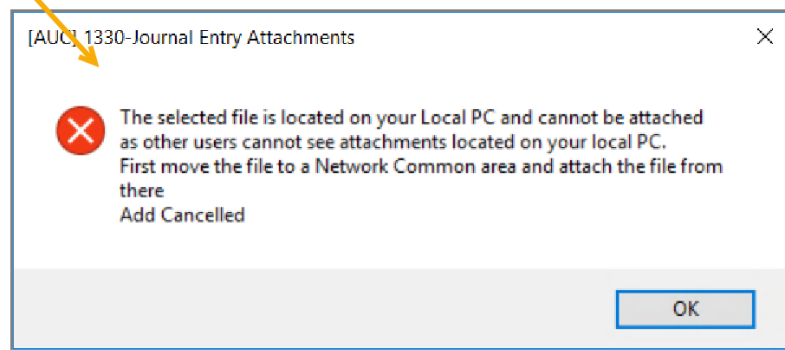 [AUC] 1330-Journal Entry Attachments
The selected file is located on your Local PC and cannot be attached
as other users cannot see attachments located on your local PC.
First move the file to a Network Common area and attach the file from
there
Add Cancelled
OK